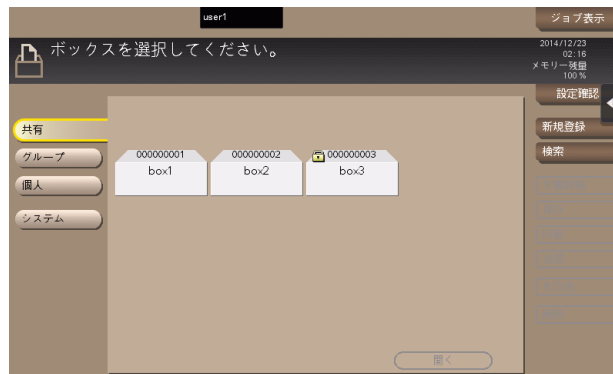 user1
ジョブ表示
ボックスを選択してください。
2014/12/23
02:16
メモリー残量
100 %
設定確認
共有
新規登録
グループ
検索
000000001
000000002
000000003
box1
box2
box3
個人
システム
開く